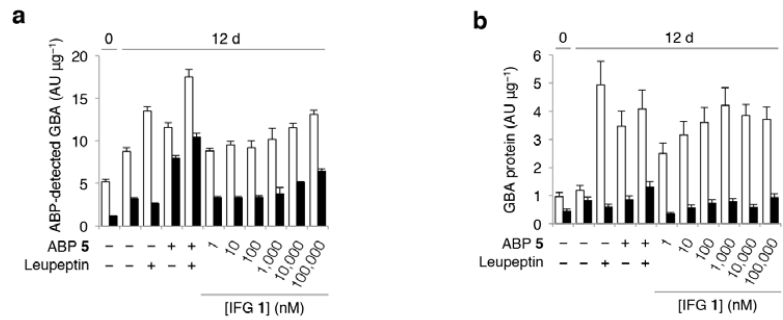 a
0 12 d
ABP-detected GBA (AU µg⁻¹)
20
15
10
5
0
ABP 5 – – – + + 1 10 100 1,000 10,000 100,000
Leupeptin – – + – +
[IFG 1] (nM)
b
0 12 d
GBA protein (AU µg⁻¹)
6
5
4
3
2
1
0
ABP 5 – – – + + 1 10 100 1,000 10,000 100,000
Leupeptin – – + – +
[IFG 1] (nM)